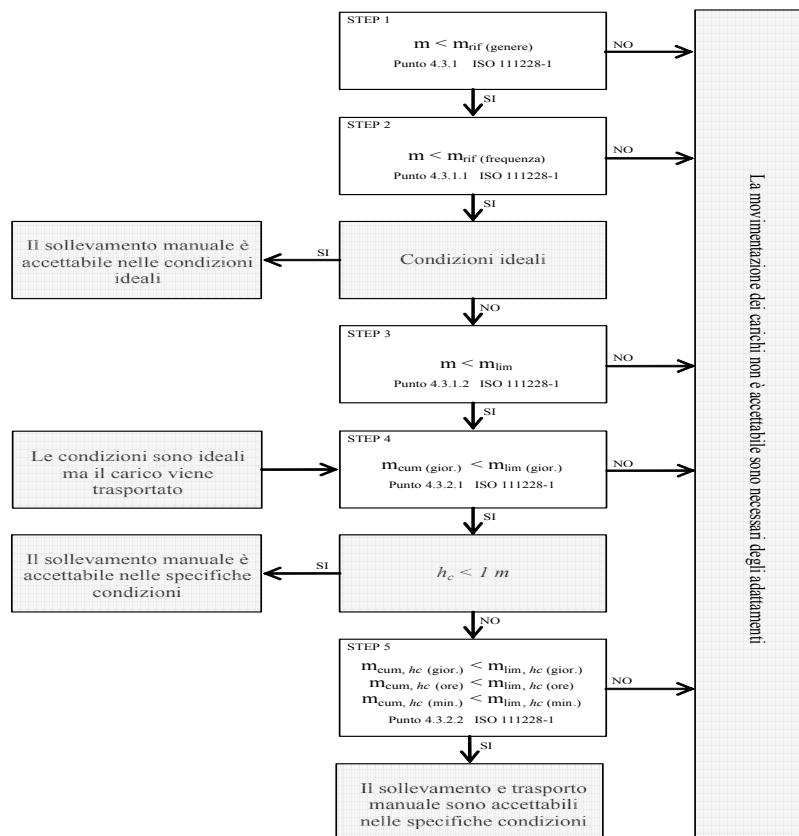 STEP 1
m < mrif (genere)
Punto 4.3.1 ISO 111228-1
NO
SI
STEP 2
m < mrif (frequenza)
Punto 4.3.1.1 ISO 111228-1
NO
SI
Il sollevamento manuale è
accettabile nelle condizioni
ideali
SI
Condizioni ideali
NO
STEP 3
m < mlim
Punto 4.3.1.2 ISO 111228-1
NO
SI
Le condizioni sono ideali
ma il carico viene
trasportato
STEP 4
mcum (gior.) < mlim (gior.)
Punto 4.3.2.1 ISO 111228-1
NO
SI
Il sollevamento manuale è
accettabile nelle specifiche
condizioni
SI
hc < 1 m
NO
STEP 5
mcum, hc (gior.) < mlim, hc (gior.)
mcum, hc (ore) < mlim, hc (ore)
mcum, hc (min.) < mlim, hc (min.)
Punto 4.3.2.2 ISO 111228-1
NO
SI
Il sollevamento e trasporto
manuale sono accettabili
nelle specifiche condizioni
La movimentazione dei carichi non è accettabile sono necessari degli adattamenti